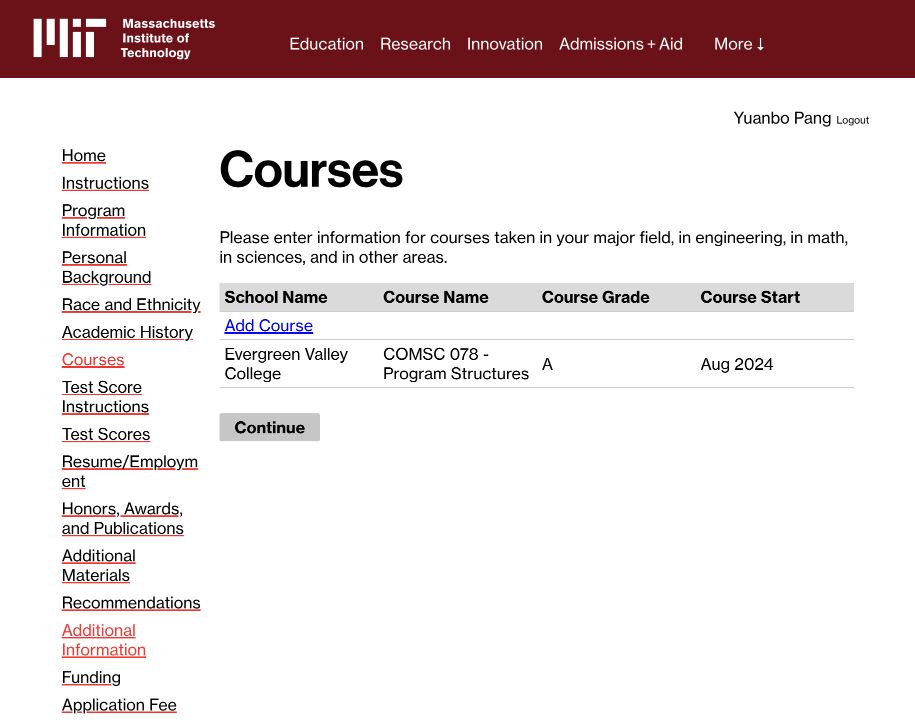 Massachusetts
Institute of
Technology
Education Research Innovation Admissions + Aid More ↓
Yuanbo Pang Logout
Home
Instructions
Program
Information
Personal
Background
Race and Ethnicity
Academic History
Courses
Test Score
Instructions
Test Scores
Resume/Employm
ent
Honors, Awards,
and Publications
Additional
Materials
Recommendations
Additional
Information
Funding
Application Fee
Courses
Please enter information for courses taken in your major field, in engineering, in math,
in sciences, and in other areas.
School Name Course Name Course Grade Course Start
Add Course
Evergreen Valley
College
COMSC 078 -
Program Structures
A
Aug 2024
Continue